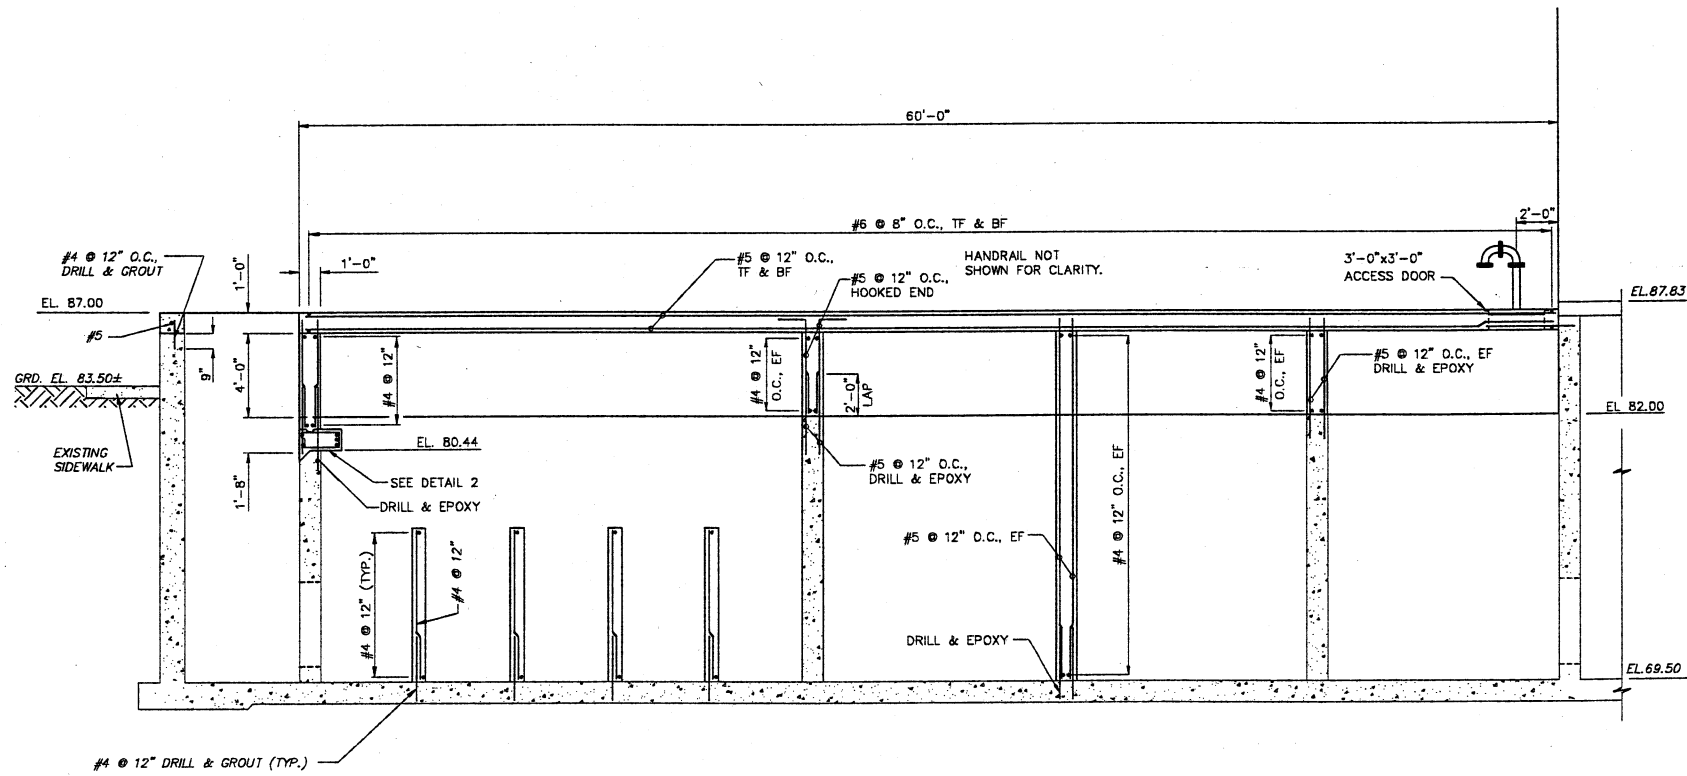 60'-0"
2'-0"
#6 @ 8" O.C., TF & BF
#4 @ 12" O.C.,
DRILL & GROUT
1'-0"
1'-0"
#5 @ 12" O.C.,
TF & BF
#5 @ 12" O.C.,
HOOKED END
HANDRAIL NOT
SHOWN FOR CLARITY.
3'-0"x3'-0"
ACCESS DOOR
EL. 87.00
EL.87.83
#5
9"
4'-0"
#4 @ 12"
#4 @ 12"
O.C., EF
2'-0"
LAP
#4 @ 12"
O.C., EF
#5 @ 12" O.C., EF
DRILL & EPOXY
GRD. EL. 83.50±
EL 82.00
EXISTING
SIDEWALK
EL. 80.44
1'-8"
SEE DETAIL 2
DRILL & EPOXY
#5 @ 12" O.C.,
DRILL & EPOXY
#4 @ 12" O.C., EF
#5 @ 12" O.C., EF
#4 @ 12" (TYP.)
#4 @ 12"
DRILL & EPOXY
EL.69.50
#4 @ 12" DRILL & GROUT (TYP.)